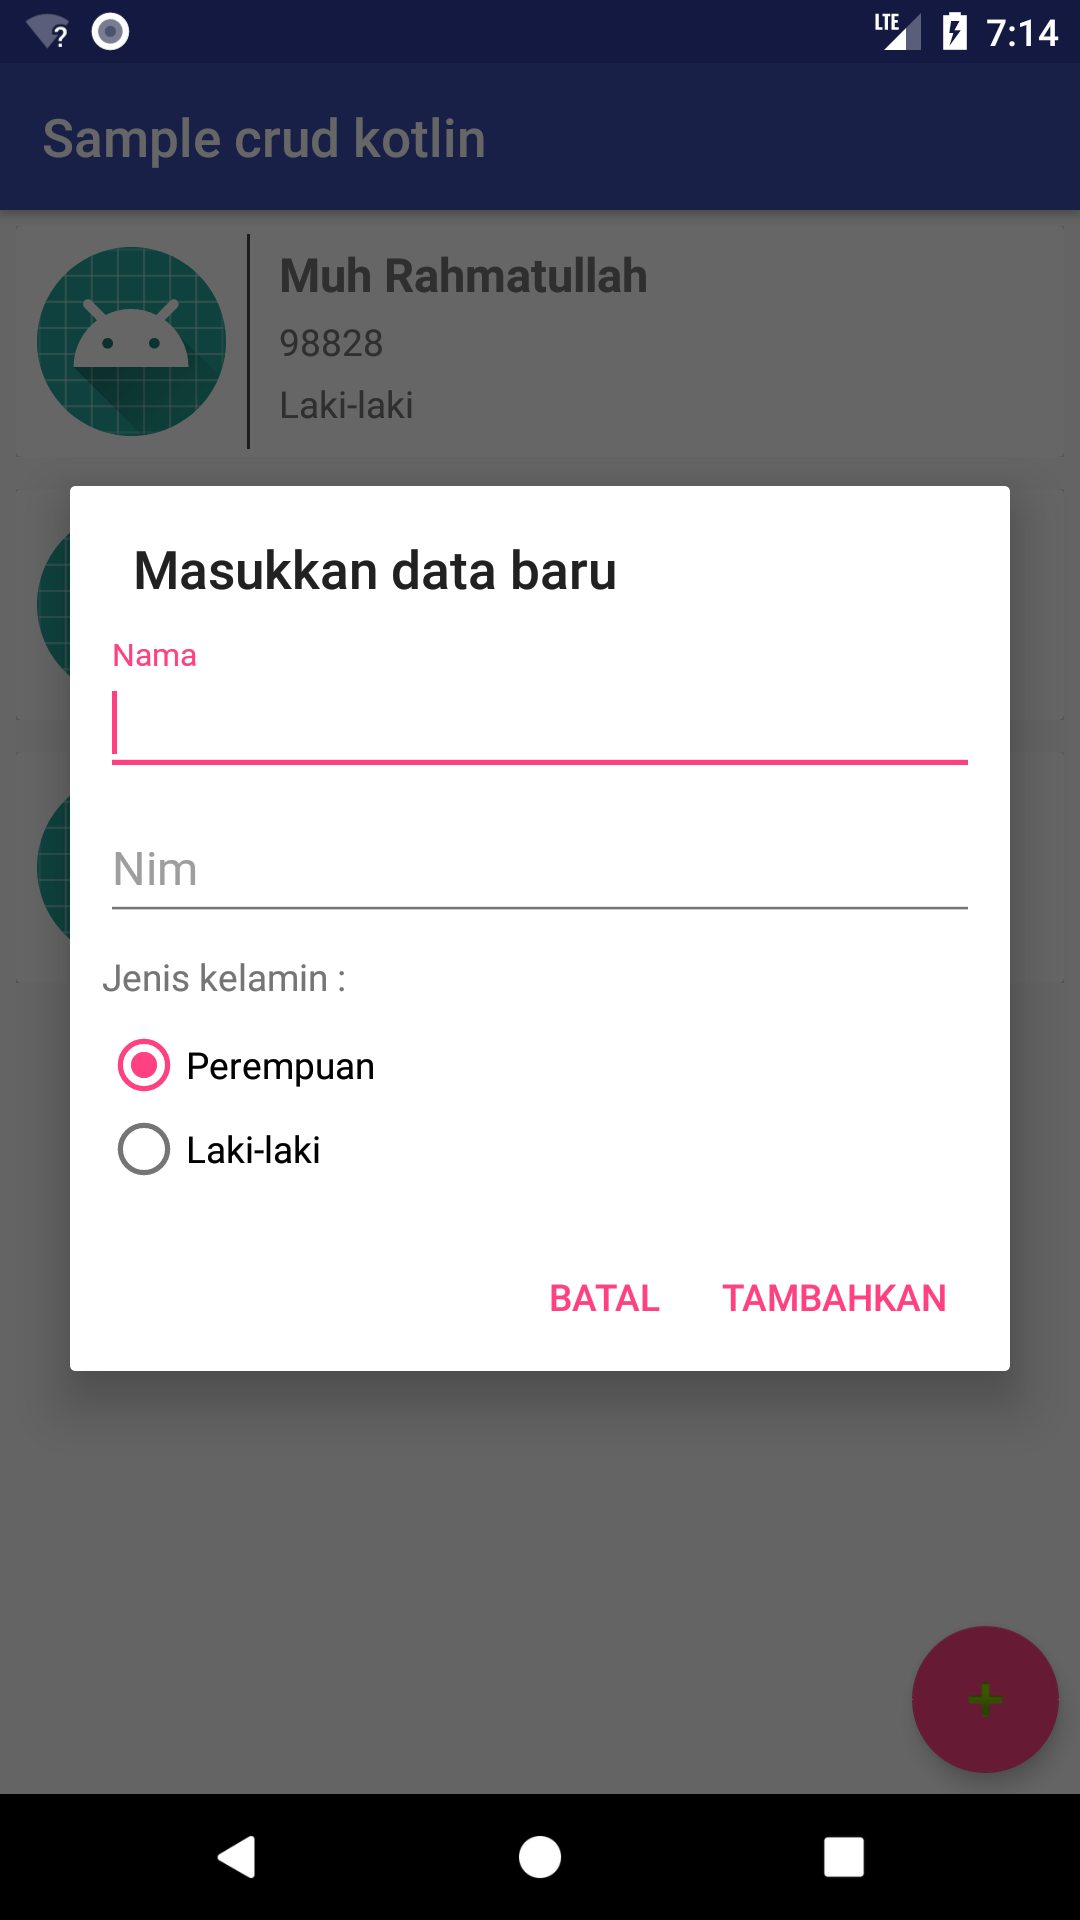 ? LTE 7:14
Sample crud kotlin
Muh Rahmatullah
98828
Laki-laki
Masukkan data baru
Nama
Nim
Jenis kelamin :
Perempuan
Laki-laki
BATAL TAMBAHKAN